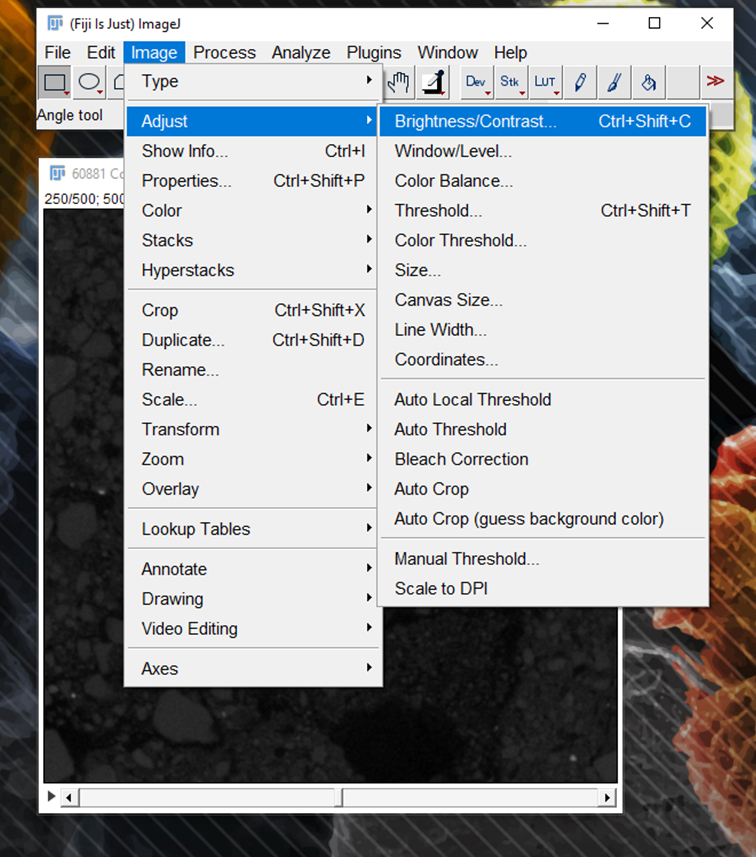 (Fiji Is Just) ImageJ
File Edit Image Process Analyze Plugins Window Help
Dev Stk LUT
Angle tool
60881 Co
250/500; 500
Type
Adjust
Show Info... Ctrl+I
Properties... Ctrl+Shift+P
Color
Stacks
Hyperstacks
Crop Ctrl+Shift+X
Duplicate... Ctrl+Shift+D
Rename...
Scale... Ctrl+E
Transform
Zoom
Overlay
Lookup Tables
Annotate
Drawing
Video Editing
Axes
Brightness/Contrast... Ctrl+Shift+C
Window/Level...
Color Balance...
Threshold... Ctrl+Shift+T
Color Threshold...
Size...
Canvas Size...
Line Width...
Coordinates...
Auto Local Threshold
Auto Threshold
Bleach Correction
Auto Crop
Auto Crop (guess background color)
Manual Threshold...
Scale to DPI